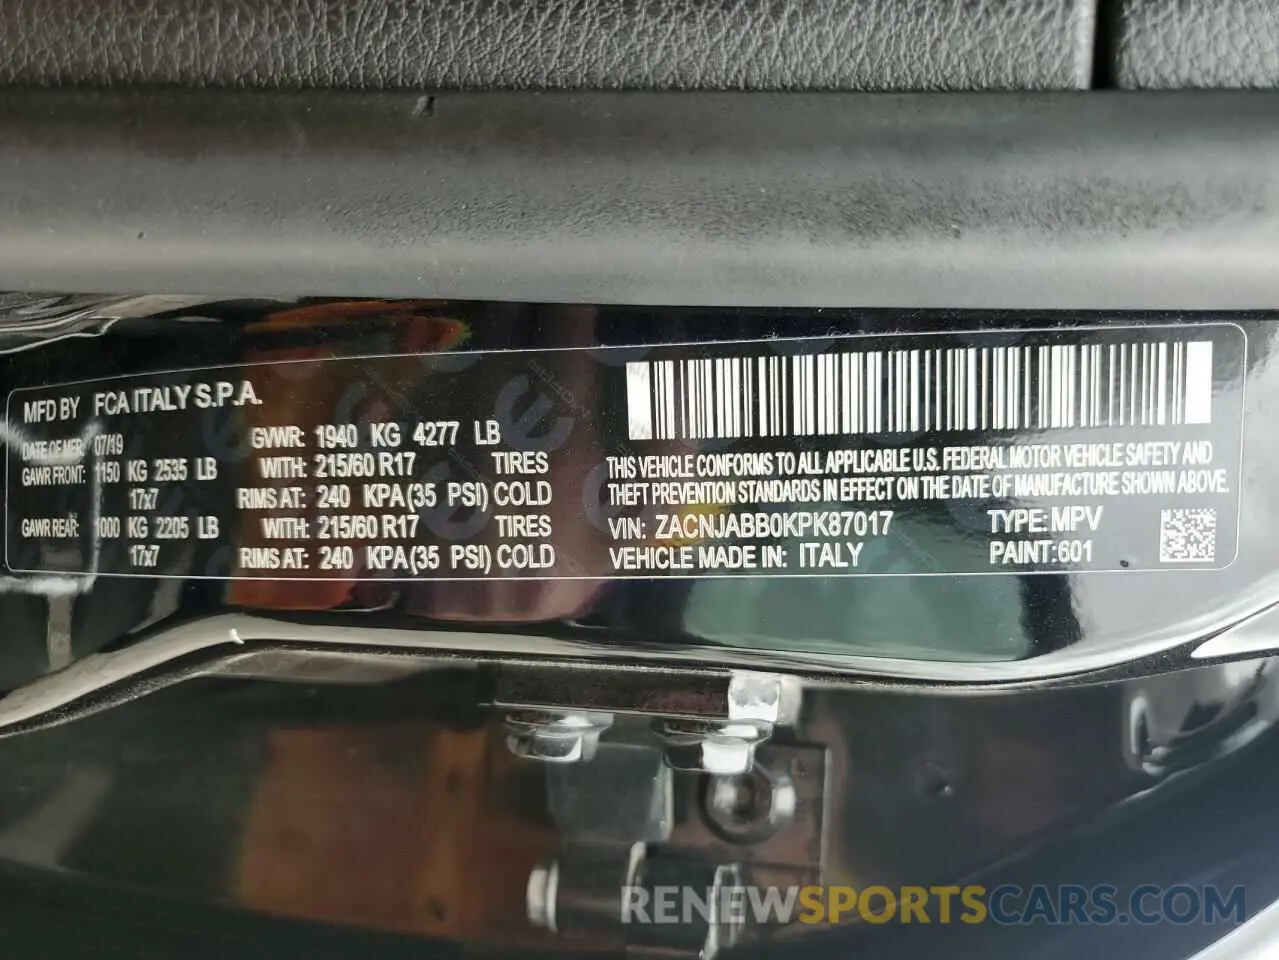 MFD BY FCA ITALY S.P.A.
DATE OF MFR: 07/19 GVWR: 1940 KG 4277 LB
GAWR FRONT: 1150 KG 2535 LB WITH: 215/60 R17 TIRES
17x7 RIMS AT: 240 KPA(35 PSI) COLD
GAWR REAR: 1000 KG 2205 LB WITH: 215/60 R17 TIRES
17x7 RIMS AT: 240 KPA(35 PSI) COLD
THIS VEHICLE CONFORMS TO ALL APPLICABLE U.S. FEDERAL MOTOR VEHICLE SAFETY AND
THEFT PREVENTION STANDARDS IN EFFECT ON THE DATE OF MANUFACTURE SHOWN ABOVE.
VIN: ZACNJABB0KPK87017 TYPE: MPV
VEHICLE MADE IN: ITALY PAINT:601
RENEWSPORTSCARS.COM